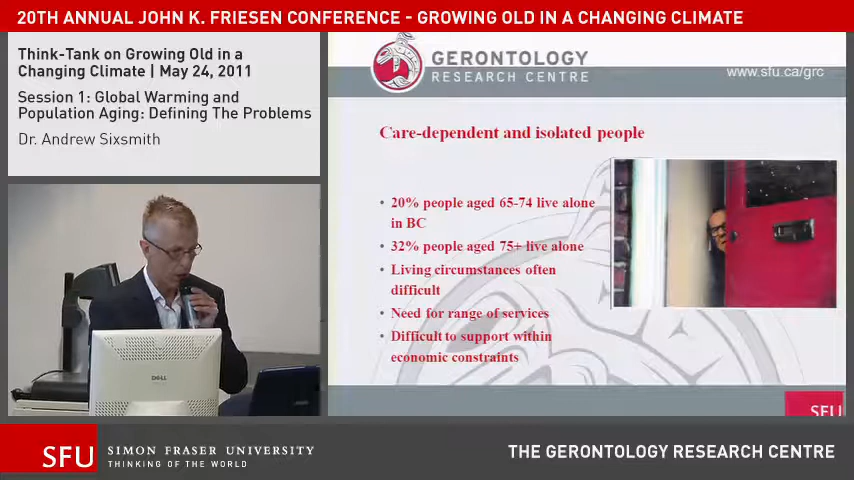 20TH ANNUAL JOHN K. FRIESEN CONFERENCE - GROWING OLD IN A CHANGING CLIMATE
Think-Tank on Growing Old in a
Changing Climate | May 24, 2011
Session 1: Global Warming and
Population Aging: Defining The Problems
Dr. Andrew Sixsmith
GERONTOLOGY
RESEARCH CENTRE
www.sfu.ca/grc
Care-dependent and isolated people
• 20% people aged 65-74 live alone
in BC
• 32% people aged 75+ live alone
• Living circumstances often
difficult
• Need for range of services
• Difficult to support within
economic constraints
DELL
SFU
SFU
SIMON FRASER UNIVERSITY
THINKING OF THE WORLD
THE GERONTOLOGY RESEARCH CENTRE